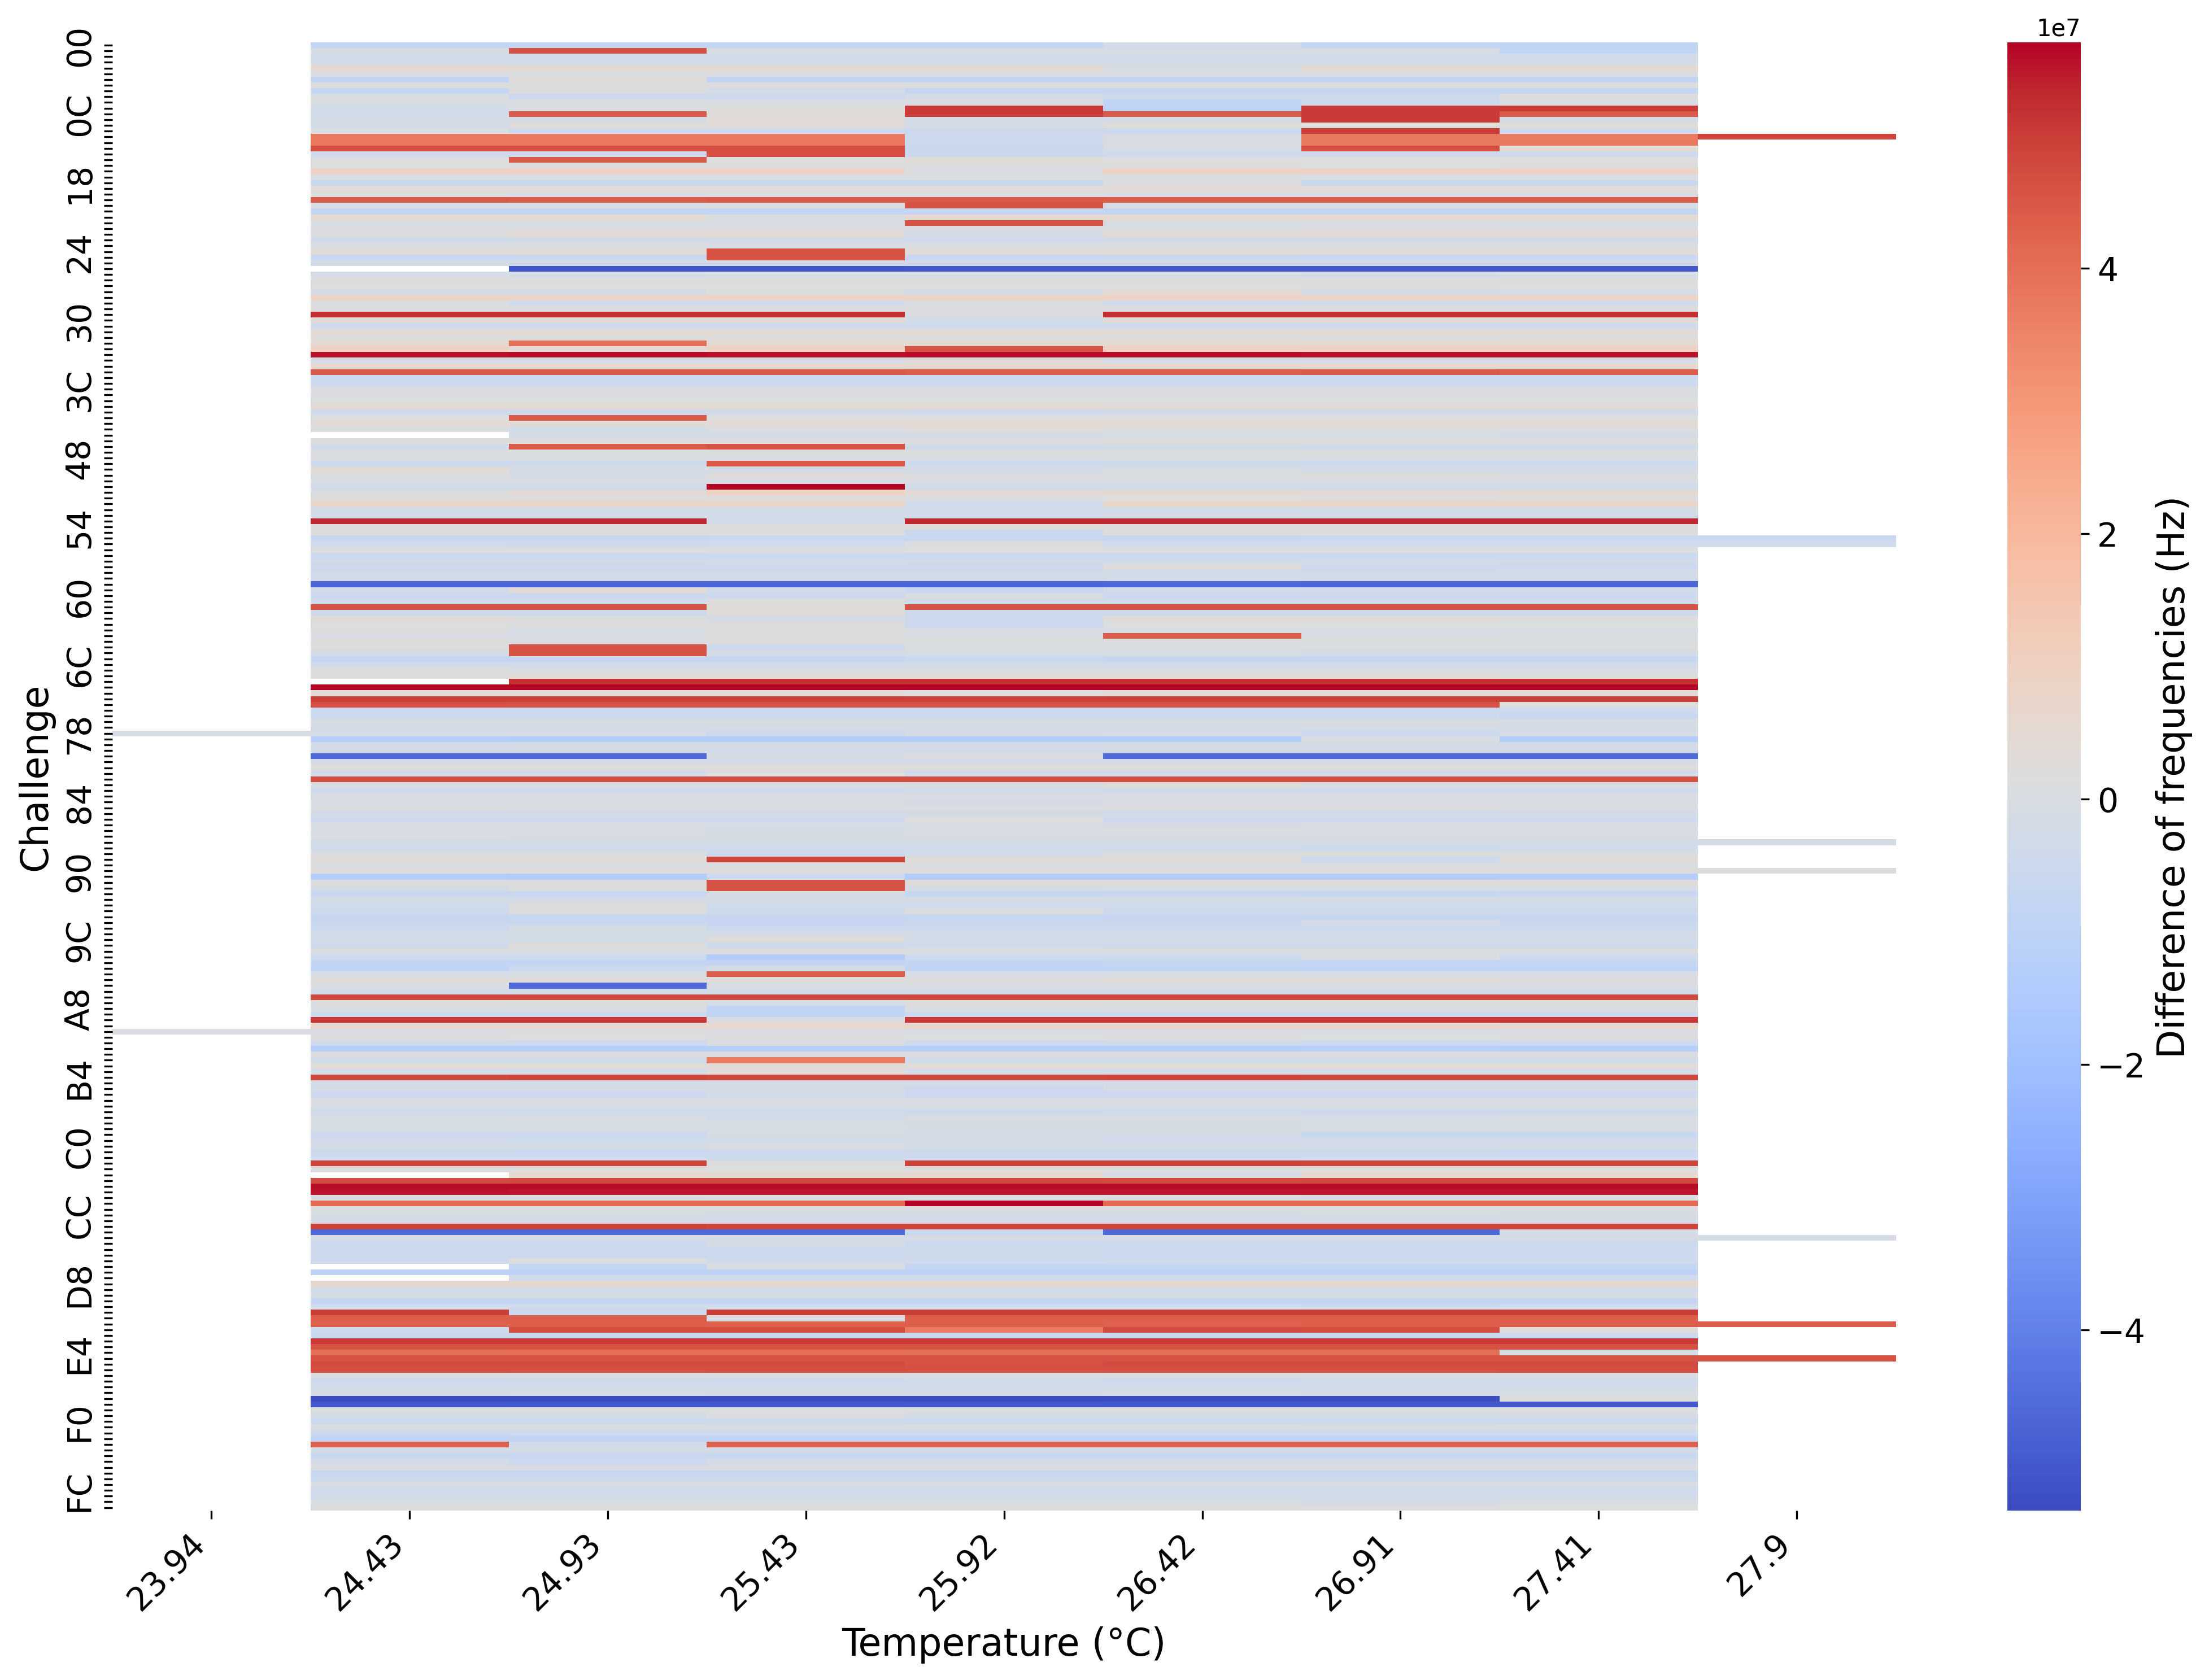 1e7
00
0C
18
24
30
3C
48
54
60
6C
78
84
90
9C
A8
B4
C0
CC
D8
E4
F0
FC
Challenge
23.94
24.43
24.93
25.43
25.92
26.42
26.91
27.41
27.9
Temperature (°C)
4
2
0
−2
−4
Difference of frequencies (Hz)